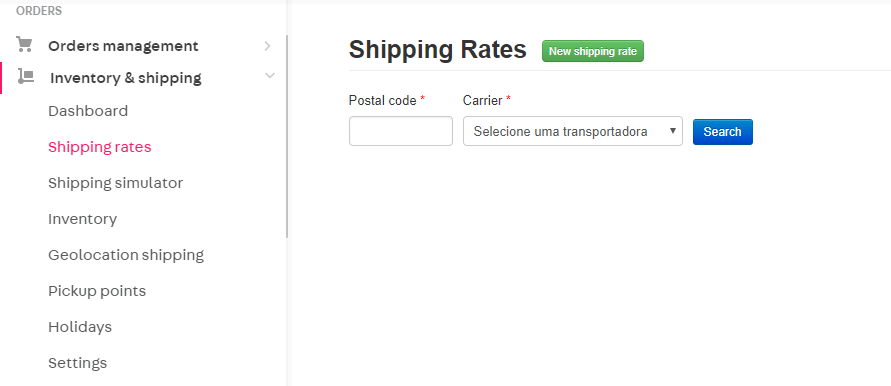 ORDERS
Orders management
Inventory & shipping
Dashboard
Shipping rates
Shipping simulator
Inventory
Geolocation shipping
Pickup points
Holidays
Settings
Shipping Rates New shipping rate
Postal code * Carrier *
Selecione uma transportadora Search